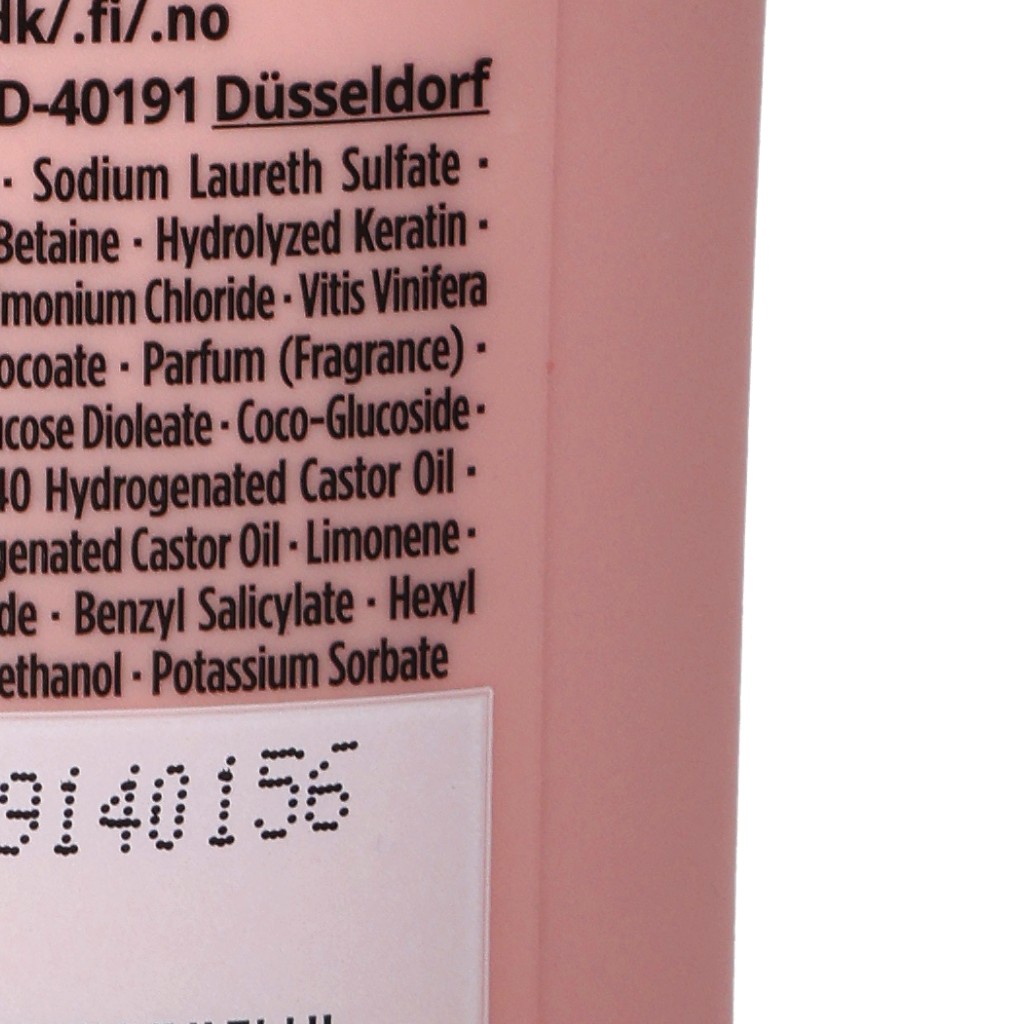 dk/.fi/.no
D-40191 Düsseldorf
· Sodium Laureth Sulfate ·
Betaine · Hydrolyzed Keratin ·
monium Chloride · Vitis Vinifera
ocoate · Parfum (Fragrance) ·
ucose Dioleate · Coco-Glucoside ·
40 Hydrogenated Castor Oil ·
genated Castor Oil · Limonene ·
de · Benzyl Salicylate · Hexyl
ethanol · Potassium Sorbate
9140156